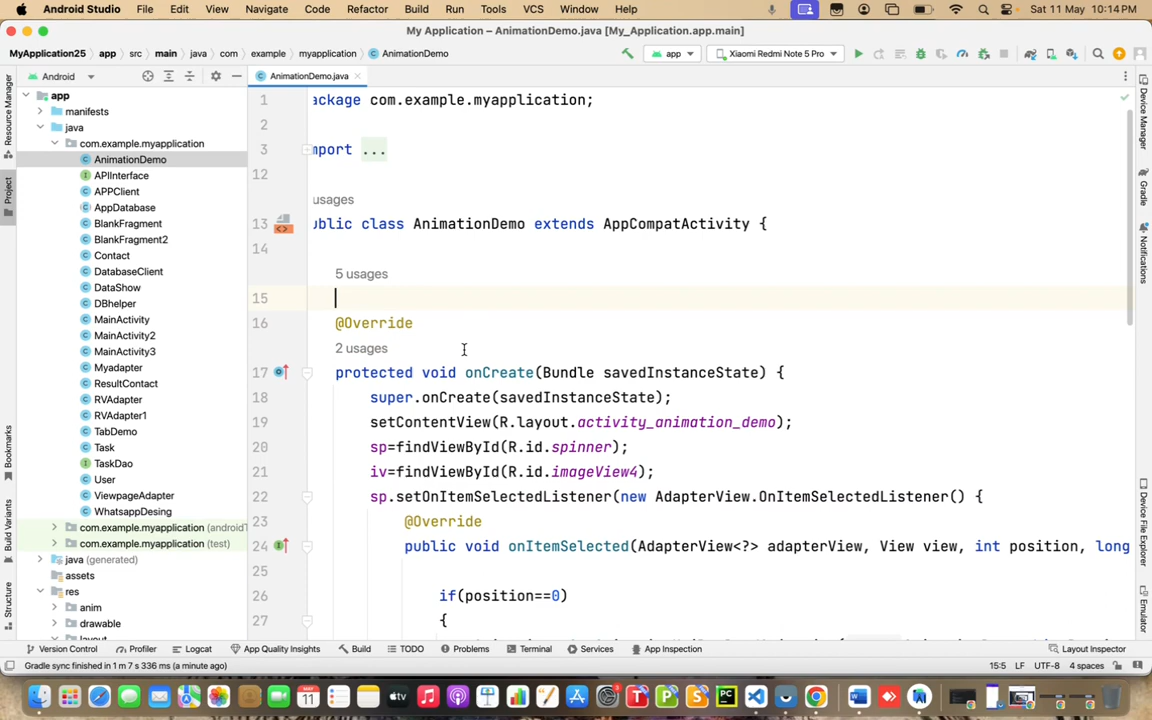 Android Studio File Edit View Navigate Code Refactor Build Run Tools VCS Window Help Sat 11 May 10:14 PM
My Application – AnimationDemo.java [My_Application.app.main]
MyApplication25 app src main java com example myapplication AnimationDemo app Xiaomi Redmi Note 5 Pro
Android AnimationDemo.java
Resource Manager
Project
Bookmarks
Build Variants
Structure
app
manifests
java
com.example.myapplication
AnimationDemo
APIInterface
APPClient
AppDatabase
BlankFragment
BlankFragment2
Contact
DatabaseClient
DataShow
DBhelper
MainActivity
MainActivity2
MainActivity3
Myadapter
ResultContact
RVAdapter
RVAdapter1
TabDemo
Task
TaskDao
User
ViewpageAdapter
WhatsappDesing
com.example.myapplication (androidT
com.example.myapplication (test)
java (generated)
assets
res
anim
drawable
layout
1 ackage com.example.myapplication;
2
3 mport ...
12
usages
13 ublic class AnimationDemo extends AppCompatActivity {
14
5 usages
15
16 @Override
2 usages
17 protected void onCreate(Bundle savedInstanceState) {
18 super.onCreate(savedInstanceState);
19 setContentView(R.layout.activity_animation_demo);
20 sp=findViewById(R.id.spinner);
21 iv=findViewById(R.id.imageView4);
22 sp.setOnItemSelectedListener(new AdapterView.OnItemSelectedListener() {
23 @Override
24 public void onItemSelected(AdapterView<?> adapterView, View view, int position, long
25
26 if(position==0)
27 {
Device Manager
Gradle
Notifications
Device File Explorer
Emulator
Version Control Profiler Logcat App Quality Insights Build TODO Problems Terminal Services App Inspection Layout Inspector
Gradle sync finished in 1 m 7 s 336 ms (a minute ago) 15:5 LF UTF-8 4 spaces